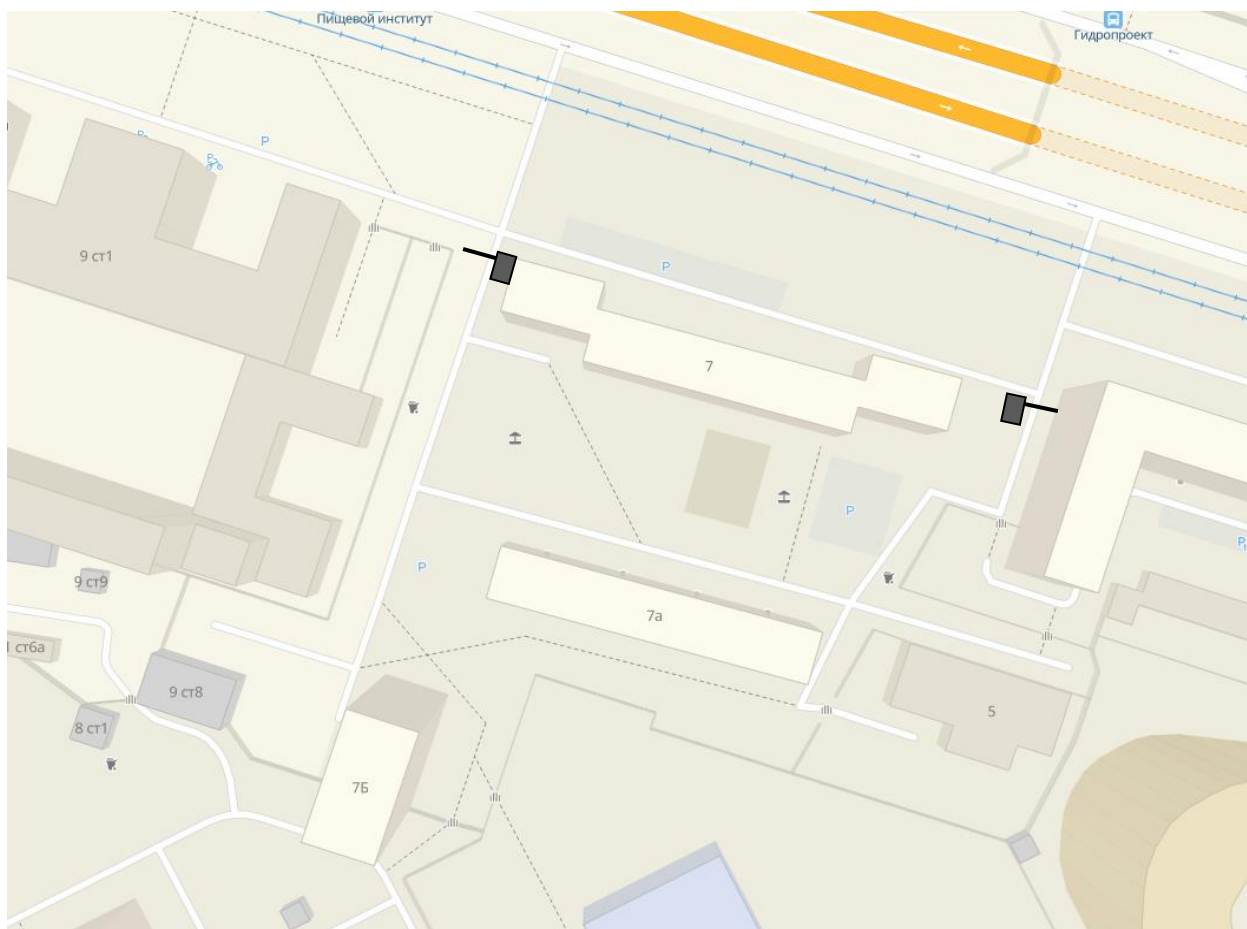 Пищевой институт
Гидропроект
P
P
9 ст1
P
7
P
P
P
9 ст9
7а
ст6а
9 ст8
5
8 ст1
7Б